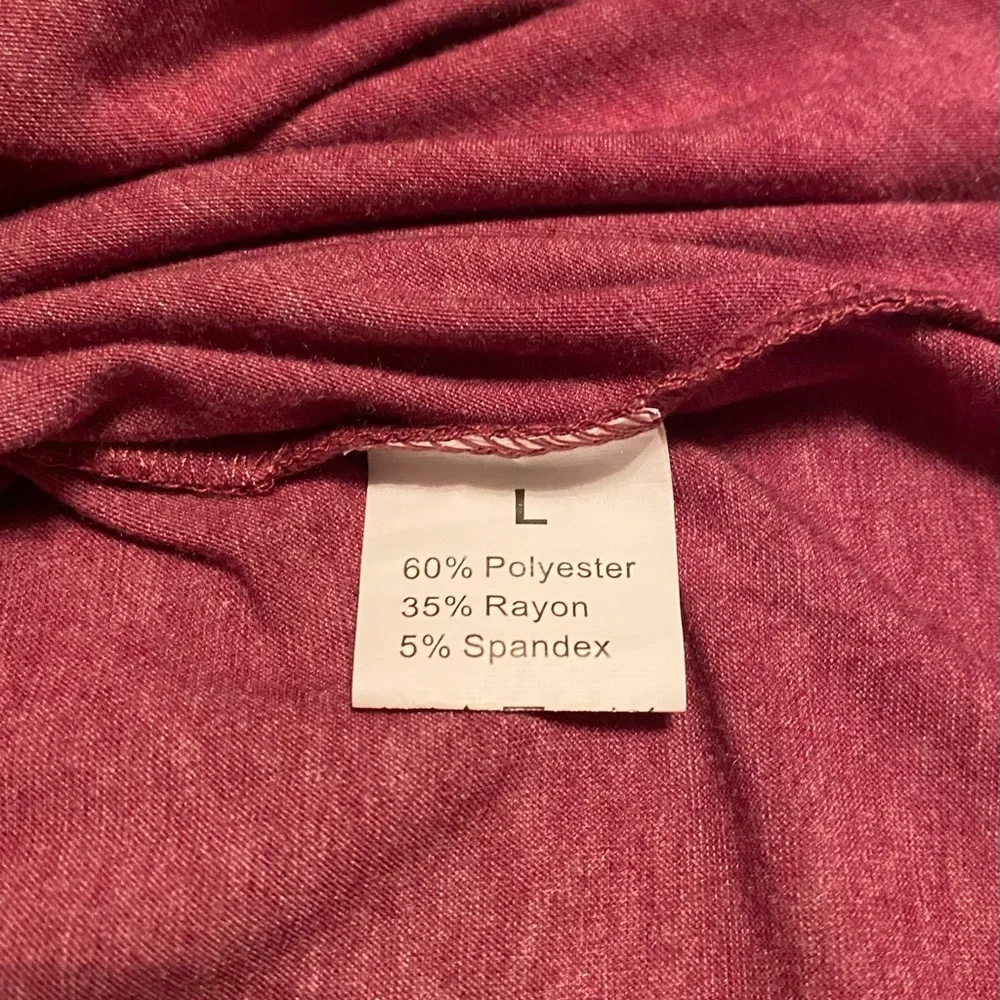 L
60% Polyester
35% Rayon
5% Spandex